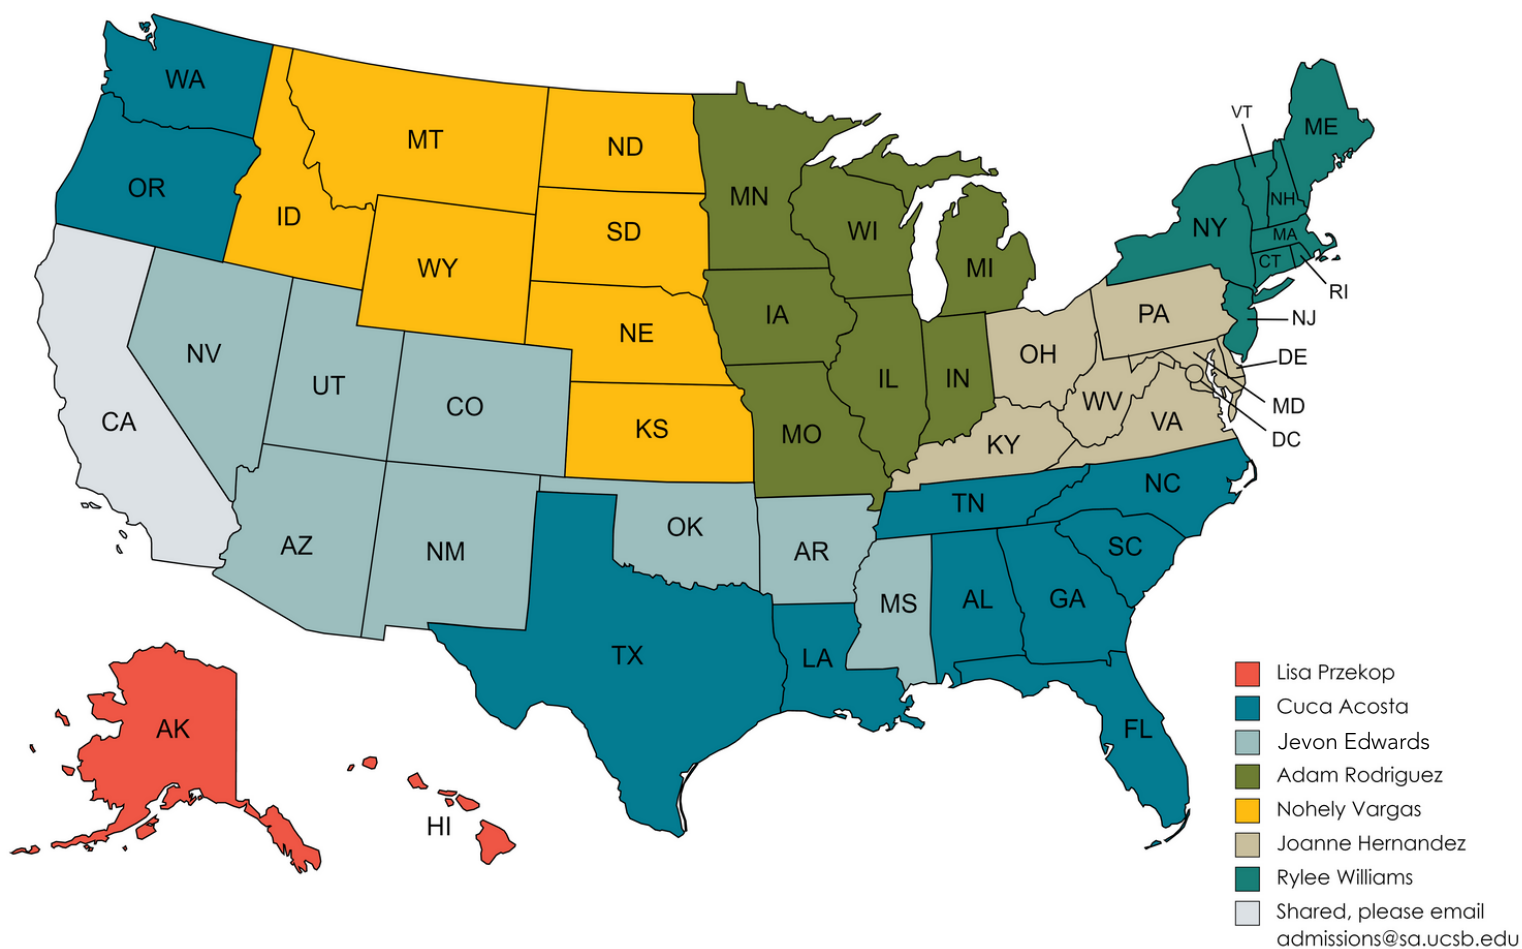 WA
MT
ND
OR
ID
SD
WY
MN
WI
MI
VT
ME
NH
NY
MA
CT
RI
NJ
PA
DE
MD
DC
NE
IA
IL
IN
OH
WV
VA
KY
NV
UT
CO
KS
MO
CA
AZ
NM
OK
AR
TN
NC
SC
MS
AL
GA
TX
LA
FL
AK
HI
Lisa Przekop
Cuca Acosta
Jevon Edwards
Adam Rodriguez
Nohely Vargas
Joanne Hernandez
Rylee Williams
Shared, please email
admissions@sa.ucsb.edu